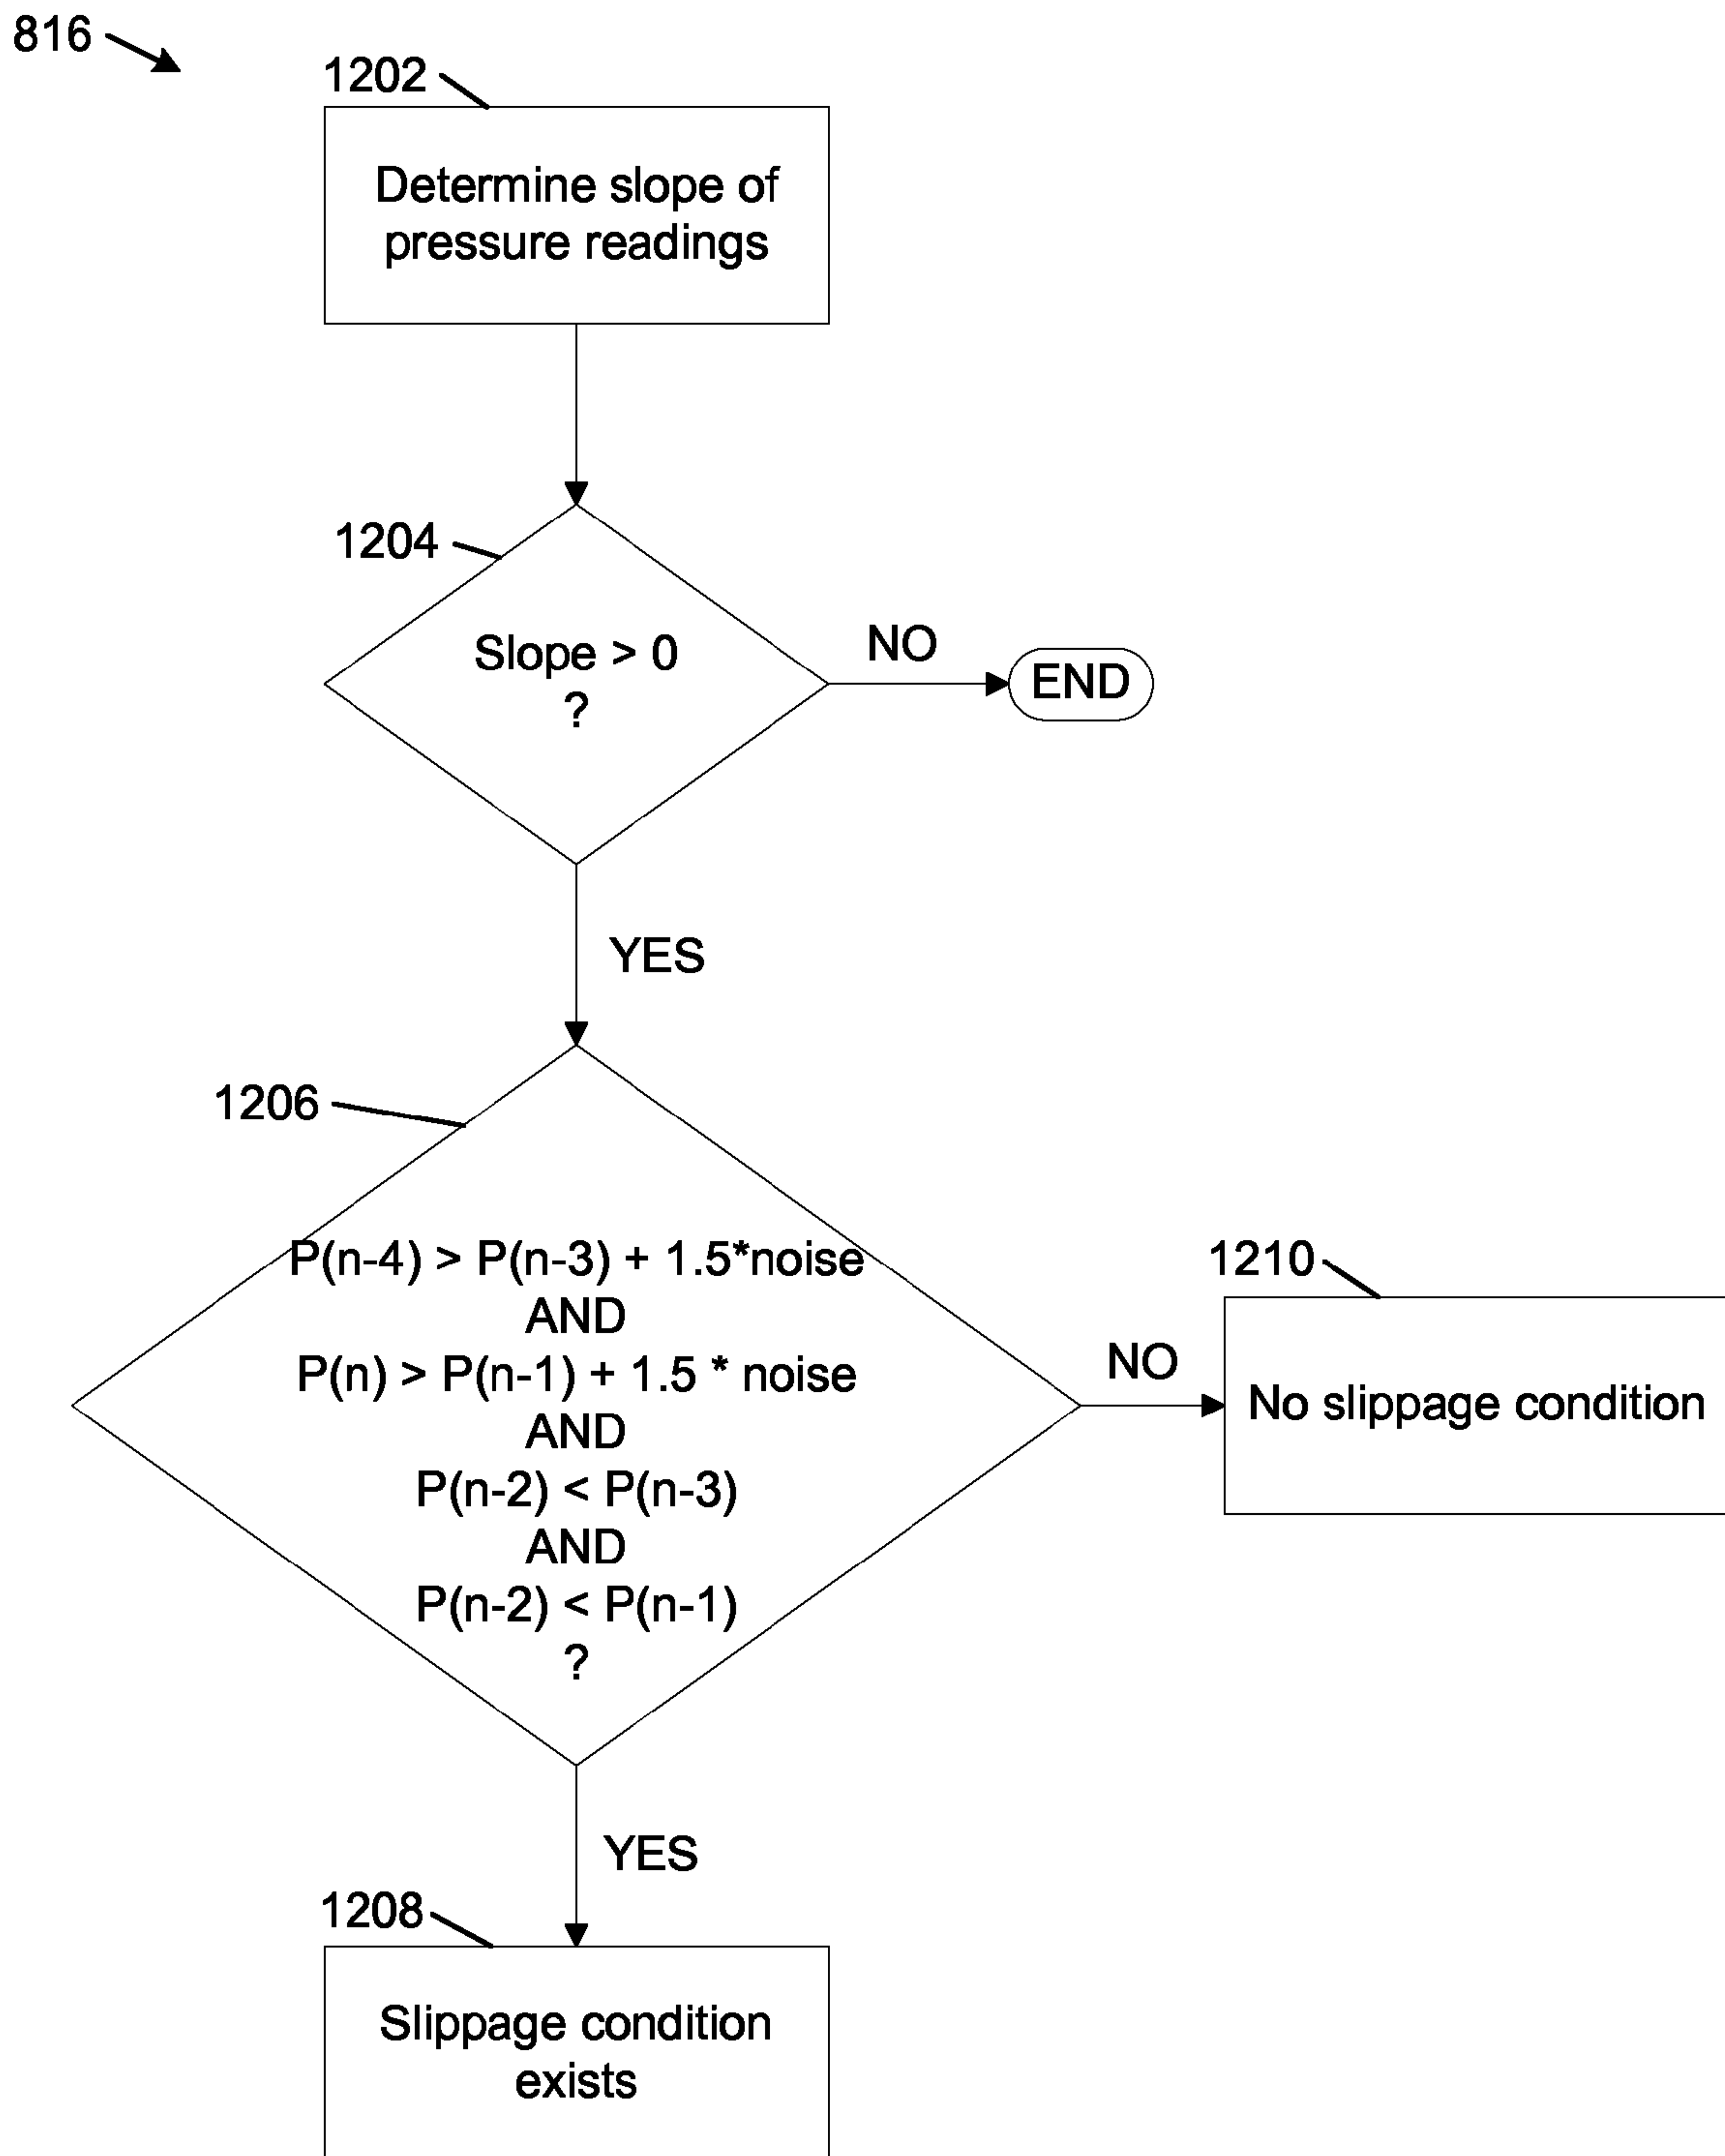 816
1202
Determine slope of
pressure readings
1204
Slope > 0
?
NO
END
YES
1206
P(n-4) > P(n-3) + 1.5*noise
AND
P(n) > P(n-1) + 1.5 * noise
AND
P(n-2) < P(n-3)
AND
P(n-2) < P(n-1)
?
NO
1210
No slippage condition
YES
1208
Slippage condition
exists